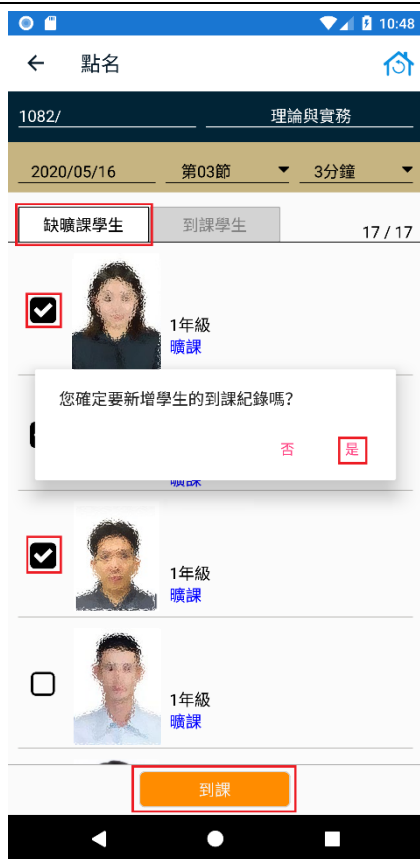 10:48
點名
1082/ 理論與實務
2020/05/16 第03節 3分鐘
缺曠課學生 到課學生 17 / 17
1年級
曠課
您確定要新增學生的到課紀錄嗎?
否 是
曠課
1年級
曠課
1年級
曠課
到課